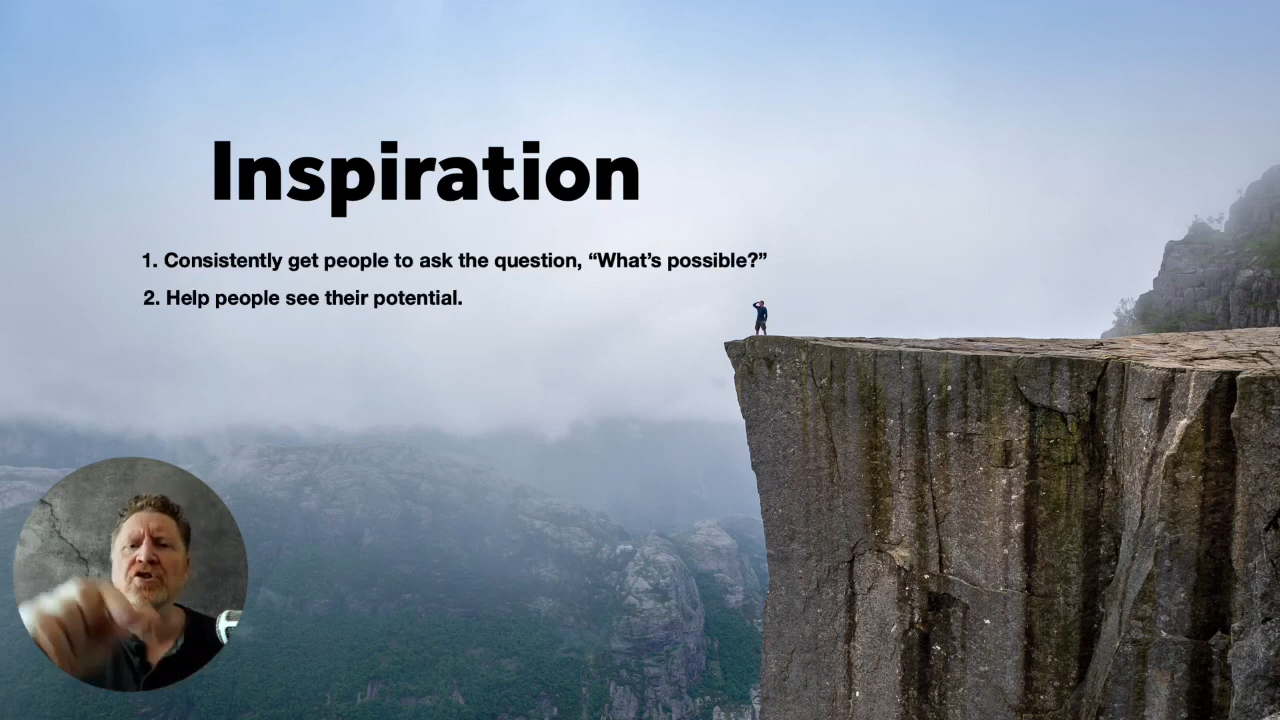 Inspiration
1. Consistently get people to ask the question, “What’s possible?”
2. Help people see their potential.